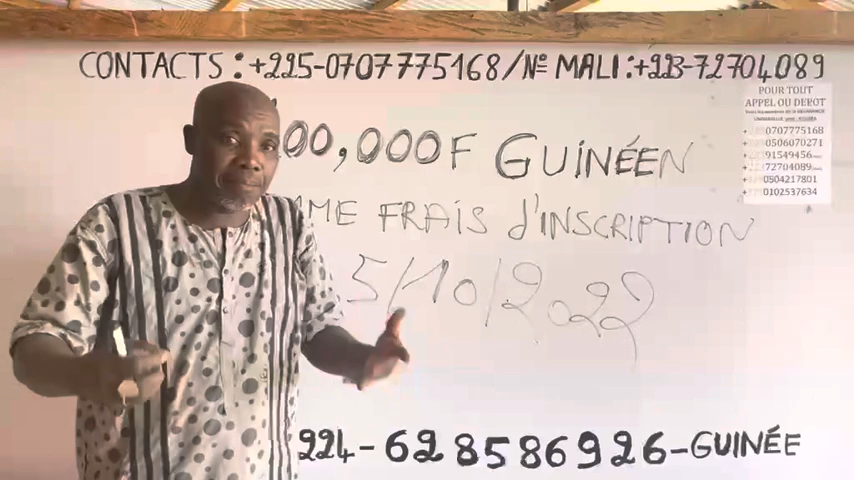 CONTACTS : +225-0707775168/Nº MALI:+223-72704089
POUR TOUT
APPEL OU DEPOT
0707775168
0506070271
91549456
72704089
0504217801
0102537634
00,000F GUINÉEN
ME FRAIS d'INSCRIPTION
5/10/2022
224-628586926-GUINÉE